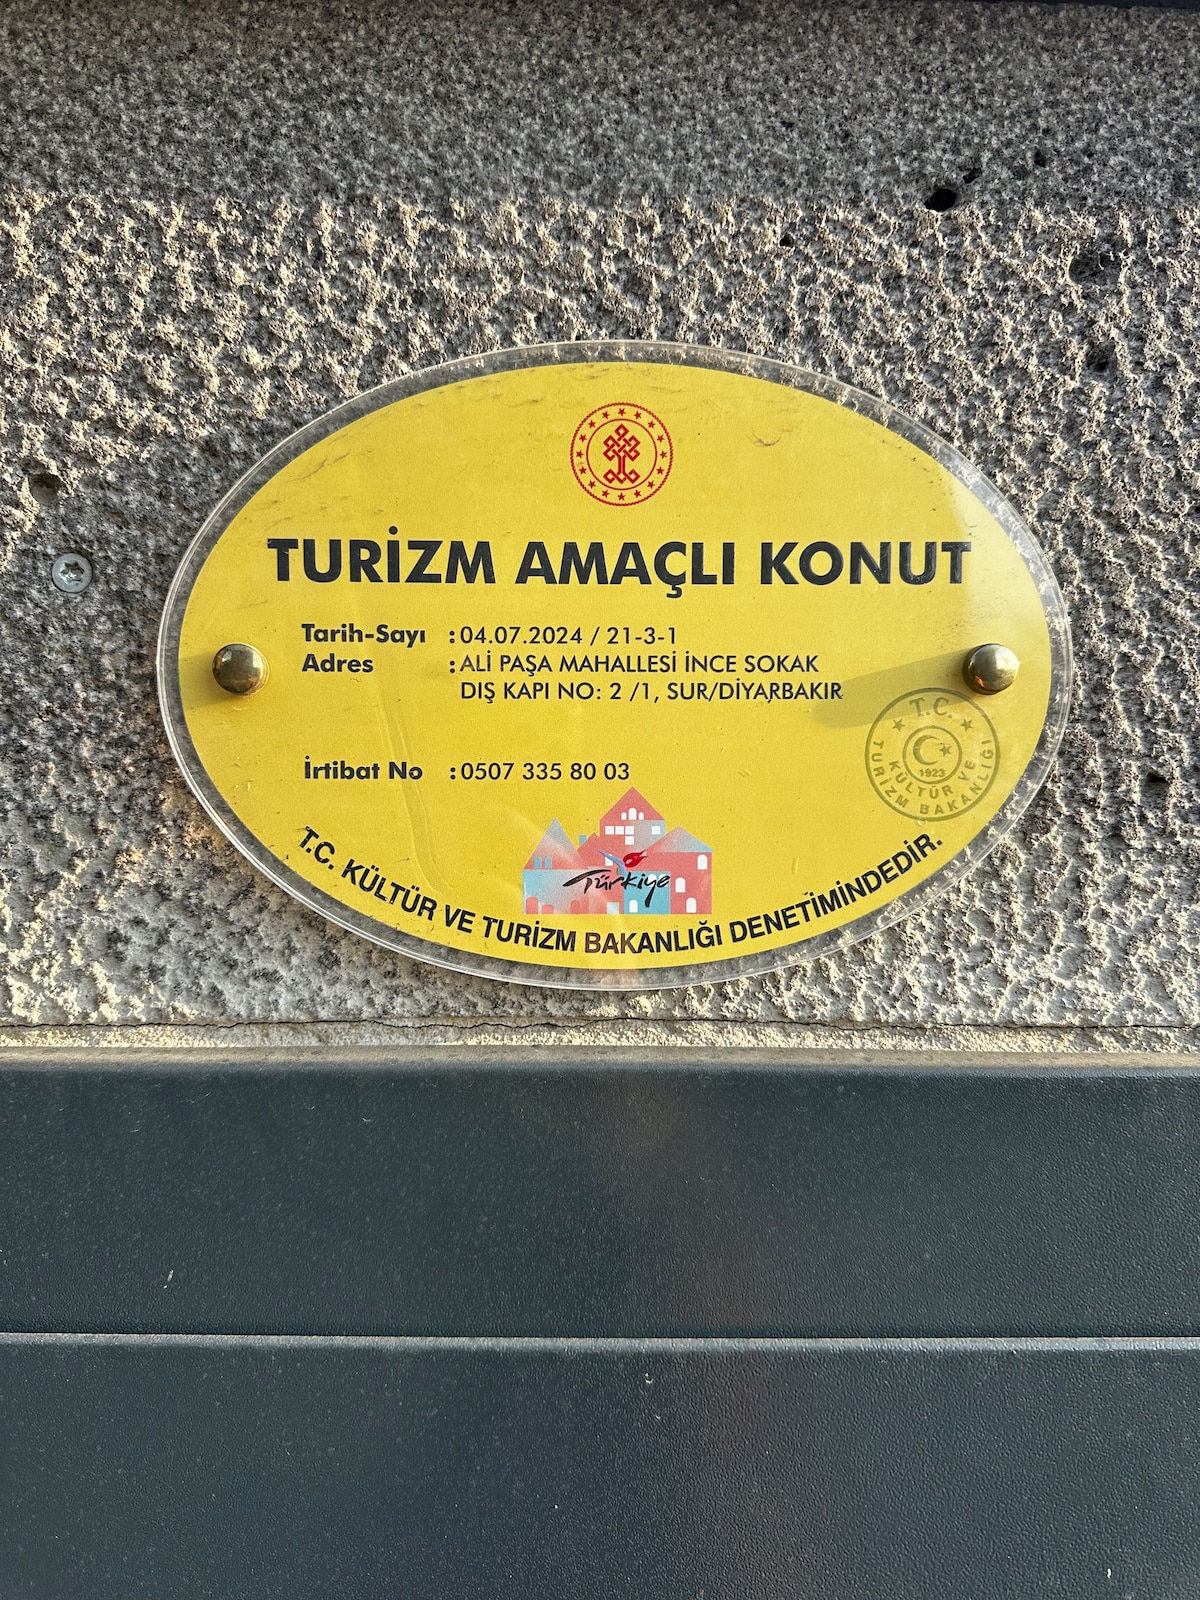 TURİZM AMAÇLI KONUT
Tarih-Sayı : 04.07.2024 / 21-3-1
Adres : ALİ PAŞA MAHALLESİ İNCE SOKAK
DIŞ KAPI NO: 2 /1, SUR/DİYARBAKIR
T.C.
KÜLTÜR VE
TURİZM BAKANLIĞI
1923
İrtibat No : 0507 335 80 03
Türkiye
T.C. KÜLTÜR VE TURİZM BAKANLIĞI DENETİMİNDEDİR.